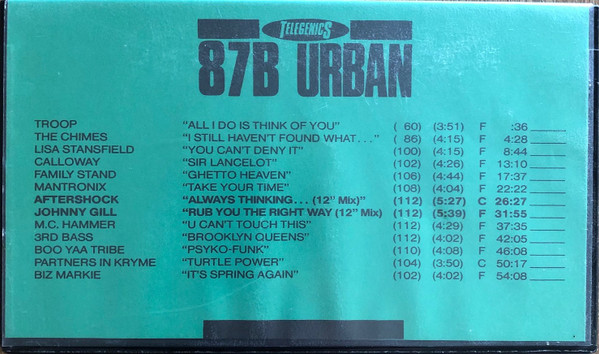 TELEGENICS
87B URBAN
TROOP "ALL I DO IS THINK OF YOU" ( 60) (3:51) F :36
THE CHIMES "I STILL HAVEN'T FOUND WHAT..." ( 86) (4:15) F 4:28
LISA STANSFIELD "YOU CAN'T DENY IT" (100) (4:15) F 8:44
CALLOWAY "SIR LANCELOT" (102) (4:26) F 13:10
FAMILY STAND "GHETTO HEAVEN" (106) (4:44) F 17:37
MANTRONIX "TAKE YOUR TIME" (108) (4:04) F 22:22
AFTERSHOCK "ALWAYS THINKING... (12" Mix)" (112) (5:27) C 26:27
JOHNNY GILL "RUB YOU THE RIGHT WAY (12" Mix) (112) (5:39) F 31:55
M.C. HAMMER "U CAN'T TOUCH THIS" (112) (4:29) F 37:35
3RD BASS "BROOKLYN QUEENS" (112) (4:02) F 42:05
BOO YAA TRIBE "PSYKO-FUNK" (110) (4:08) F 46:08
PARTNERS IN KRYME "TURTLE POWER" (104) (3:50) C 50:17
BIZ MARKIE "IT'S SPRING AGAIN" (102) (4:02) F 54:08